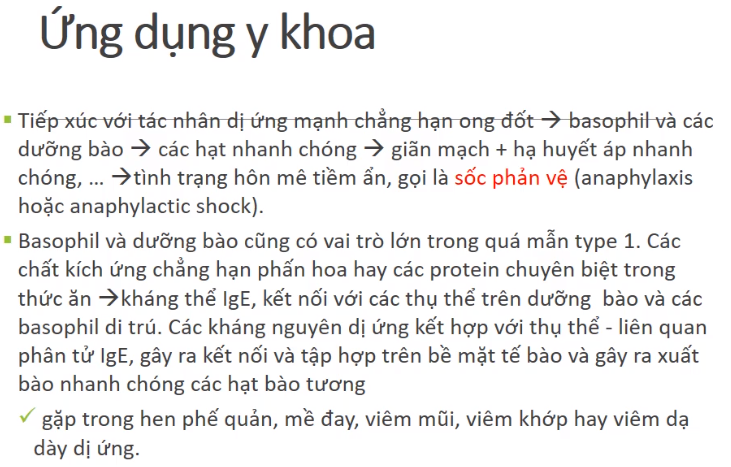 Ứng dụng y khoa
▪ Tiếp xúc với tác nhân dị ứng mạnh chẳng hạn ong đốt → basophil và các
dưỡng bào → các hạt nhanh chóng → giãn mạch + hạ huyết áp nhanh
chóng, ... →tình trạng hôn mê tiềm ẩn, gọi là sốc phản vệ (anaphylaxis
hoặc anaphylactic shock).
▪ Basophil và dưỡng bào cũng có vai trò lớn trong quá mẫn type 1. Các
chất kích ứng chẳng hạn phấn hoa hay các protein chuyên biệt trong
thức ăn →kháng thể IgE, kết nối với các thụ thể trên dưỡng bào và các
basophil di trú. Các kháng nguyên dị ứng kết hợp với thụ thể - liên quan
phân tử IgE, gây ra kết nối và tập hợp trên bề mặt tế bào và gây ra xuất
bào nhanh chóng các hạt bào tương
✓ gặp trong hen phế quản, mề đay, viêm mũi, viêm khớp hay viêm dạ
dày dị ứng.